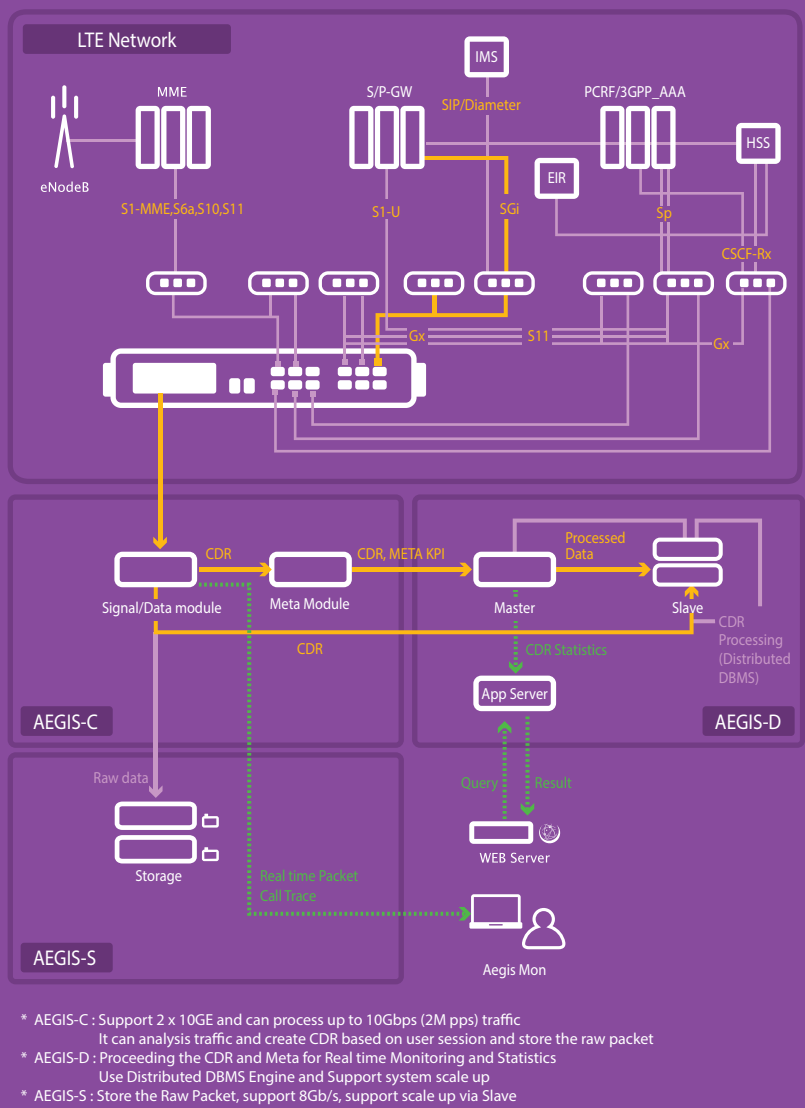 LTE Network
IMS
MME
S/P-GW
PCRF/3GPP_AAA
SIP/Diameter
HSS
EIR
eNodeB
S1-MME,S6a,S10,S11
S1-U
SGi
Sp
CSCF-Rx
Gx
S11
Gx
CDR
CDR, META KPI
Processed
Data
Signal/Data module
Meta Module
Master
Slave
CDR
Processing
(Distributed
DBMS)
CDR
CDR Statistics
App Server
AEGIS-C
AEGIS-D
Raw data
Query
Result
WEB Server
Storage
Real time Packet
Call Trace
AEGIS-S
Aegis Mon
* AEGIS-C : Support 2 x 10GE and can process up to 10Gbps (2M pps) traffic
It can analysis traffic and create CDR based on user session and store the raw packet
* AEGIS-D : Proceeding the CDR and Meta for Real time Monitoring and Statistics
Use Distributed DBMS Engine and Support system scale up
* AEGIS-S : Store the Raw Packet, support 8Gb/s, support scale up via Slave